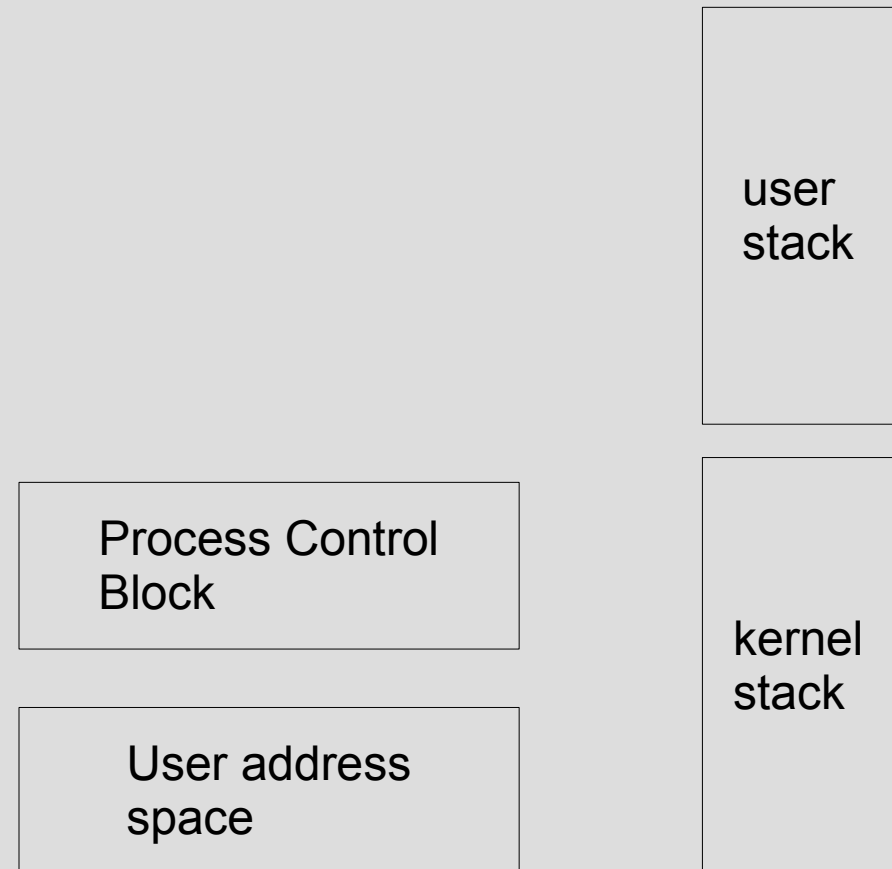 user
stack
Process Control
Block
kernel
stack
User address
space